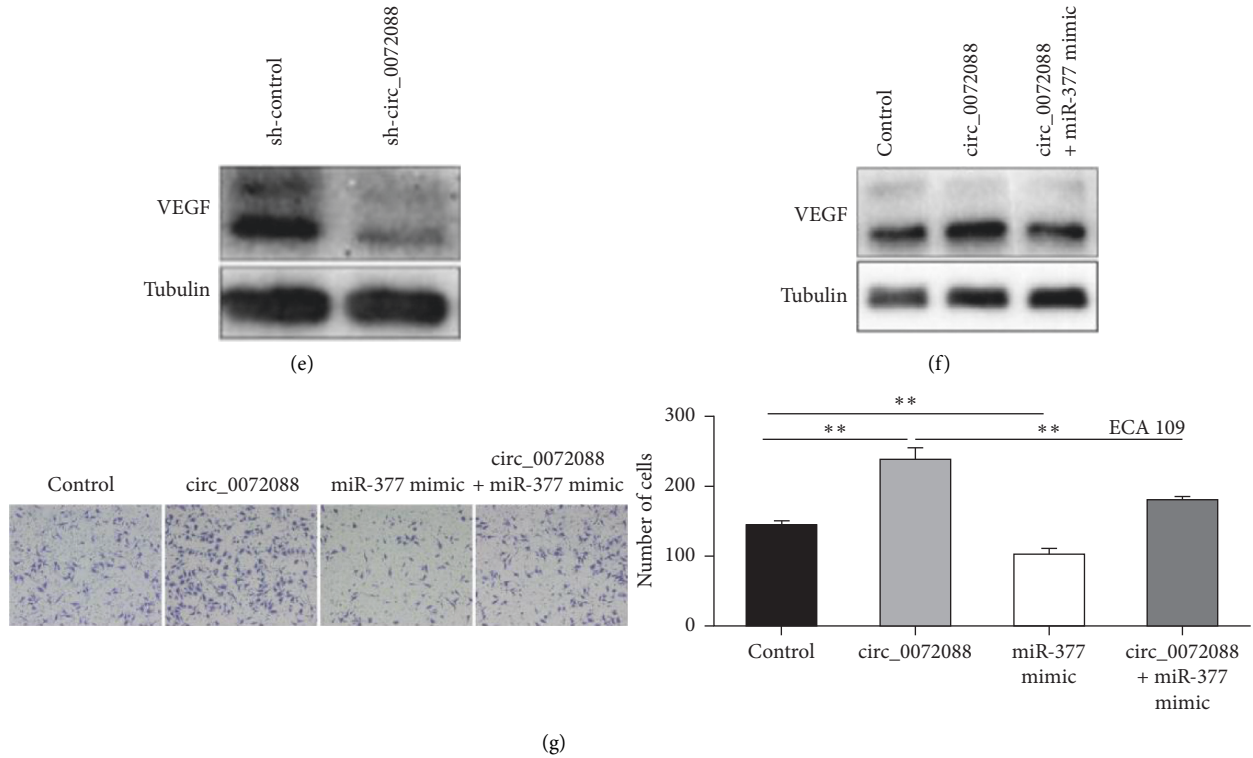 sh-control
sh-circ_0072088
VEGF
Tubulin
(e)
Control
circ_0072088
circ_0072088
+ miR-377 mimic
VEGF
Tubulin
(f)
Control
circ_0072088
miR-377 mimic
circ_0072088
+ miR-377 mimic
Number of cells
300
200
100
0
**
**
**
ECA 109
Control
circ_0072088
miR-377
mimic
circ_0072088
+ miR-377
mimic
(g)